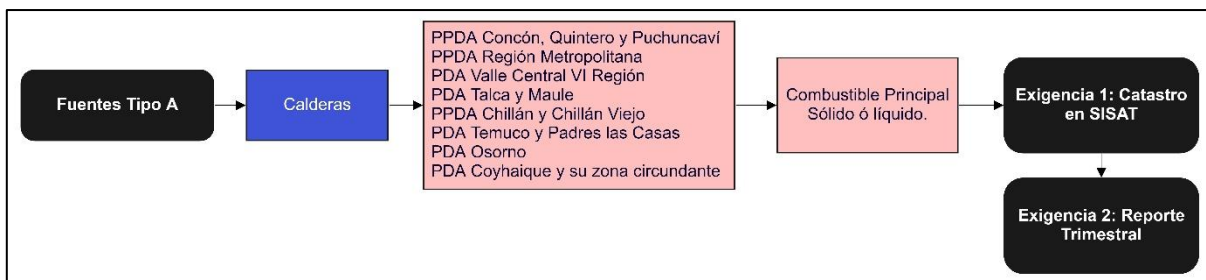 Fuentes Tipo A
Calderas
PPDA Concón, Quintero y Puchuncaví
PPDA Región Metropolitana
PDA Valle Central VI Región
PDA Talca y Maule
PPDA Chillán y Chillán Viejo
PDA Temuco y Padres las Casas
PDA Osorno
PDA Coyhaique y su zona circundante
Combustible Principal
Sólido ó líquido.
Exigencia 1: Catastro
en SISAT
Exigencia 2: Reporte
Trimestral